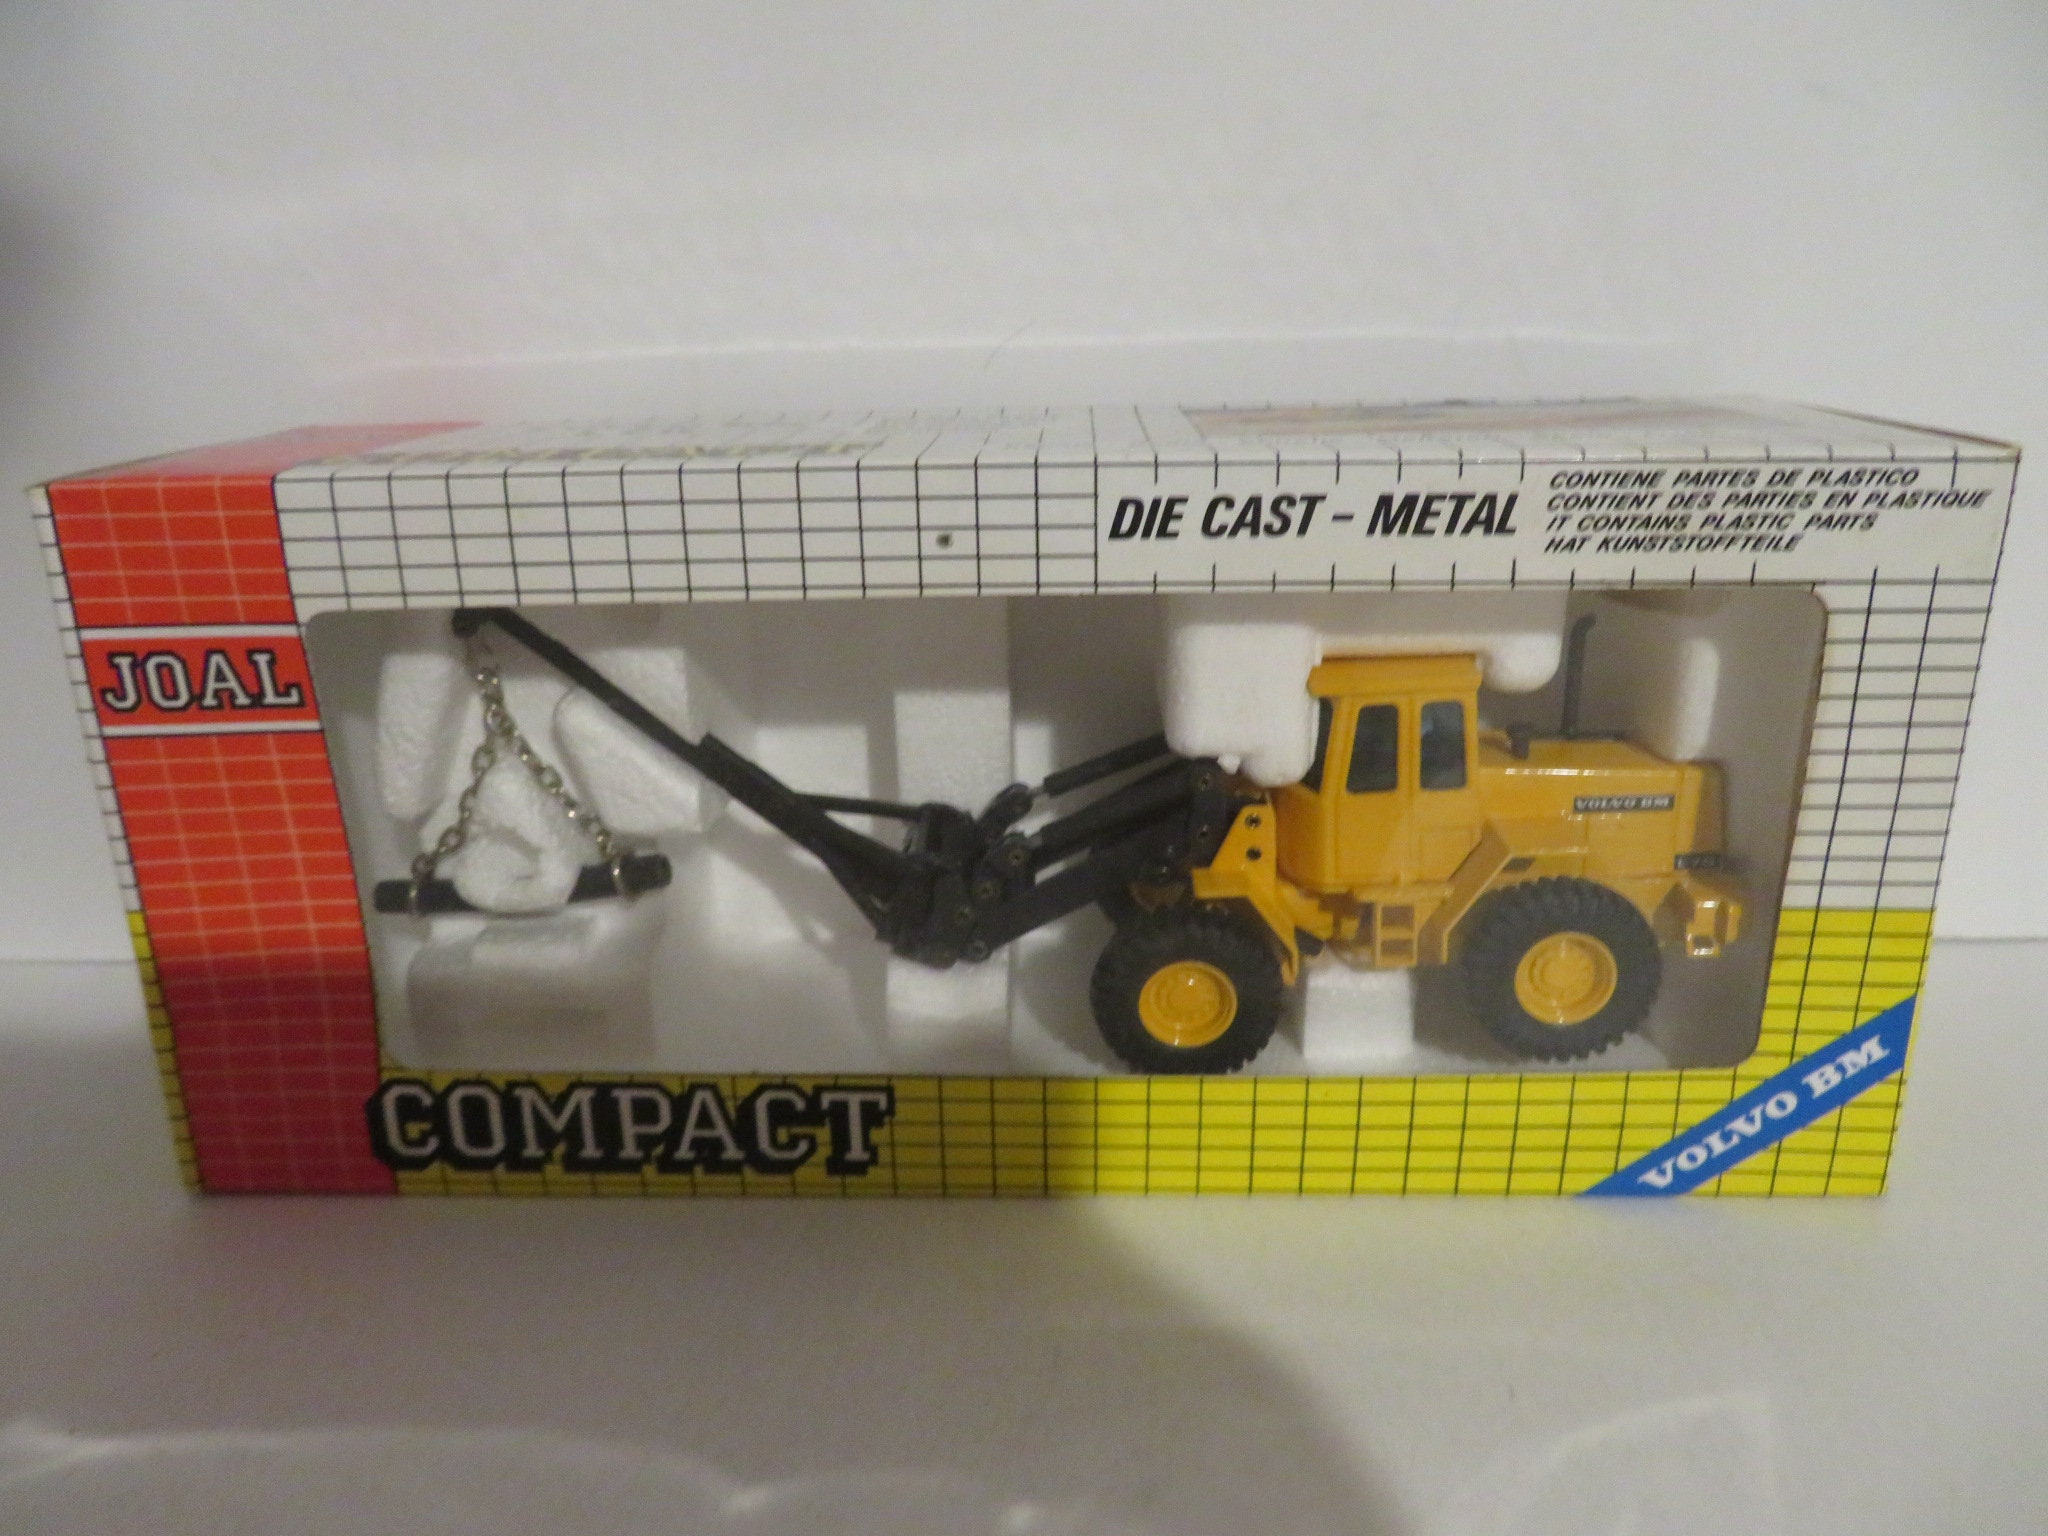 DIE CAST - METAL
CONTIENE PARTES DE PLASTICO
CONTIENT DES PARTIES EN PLASTIQUE
IT CONTAINS PLASTIC PARTS
HAT KUNSTSTOFFTEILE
JOAL
VOLVO BM
COMPACT
VOLVO BM